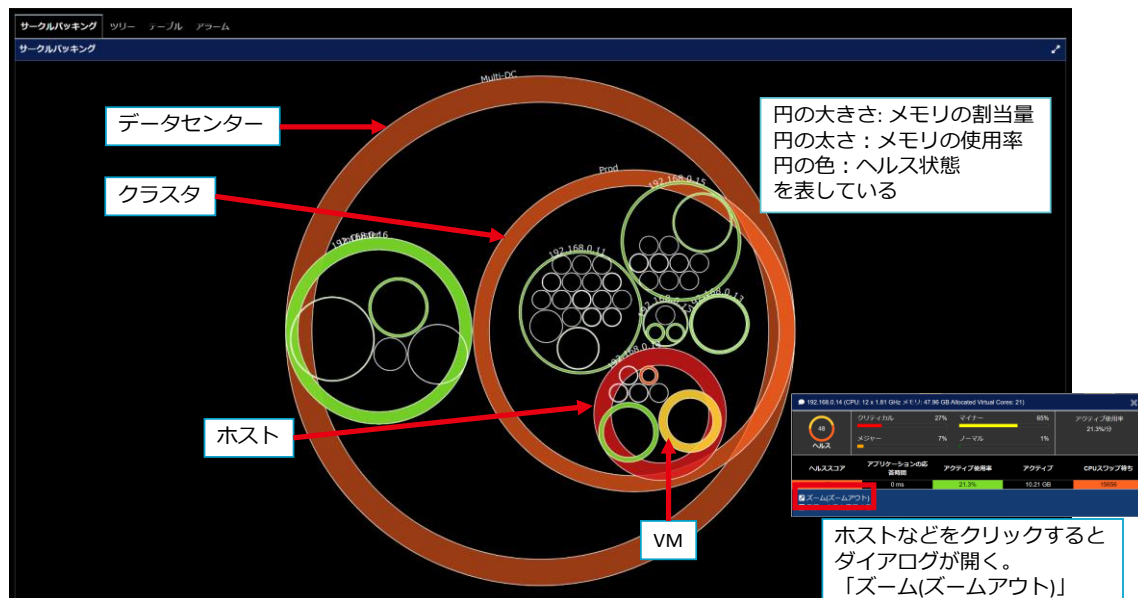 サークルパッキング ツリー テーブル アラーム
サークルパッキング
Multi-DC
データセンター
円の大きさ: メモリの割当量
円の太さ：メモリの使用率
円の色：ヘルス状態
を表している
クラスタ
Prod
192.168.0.15
192.168.0.16
192.168.0.11
192.168.0.13
ホスト
VM
192.168.0.14 (CPU: 12 x 1.81 GHz メモリ: 47.96 GB Allocated Virtual Cores: 21)
クリティカル 27% マイナー 65% アクティブ使用率
48 21.3%/分
ヘルス メジャー 7% ノーマル 1%
ヘルススコア アプリケーションの応答時間 アクティブ使用率 アクティブ CPUスワップ待ち
0 ms 21.3% 10.21 GB 15656
ズーム(ズームアウト)
ホストなどをクリックすると
ダイアログが開く。
「ズーム(ズームアウト)」